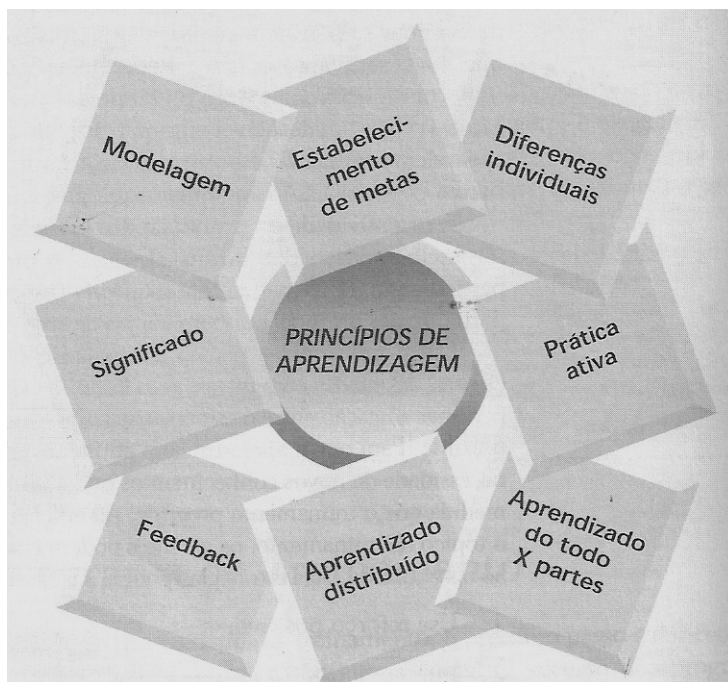 Modelagem
Estabeleci-
mento
de metas
Diferenças
individuais
Significado
PRINCÍPIOS DE
APRENDIZAGEM
Prática
ativa
Feedback
Aprendizado
distribuído
Aprendizado
do todo
X partes